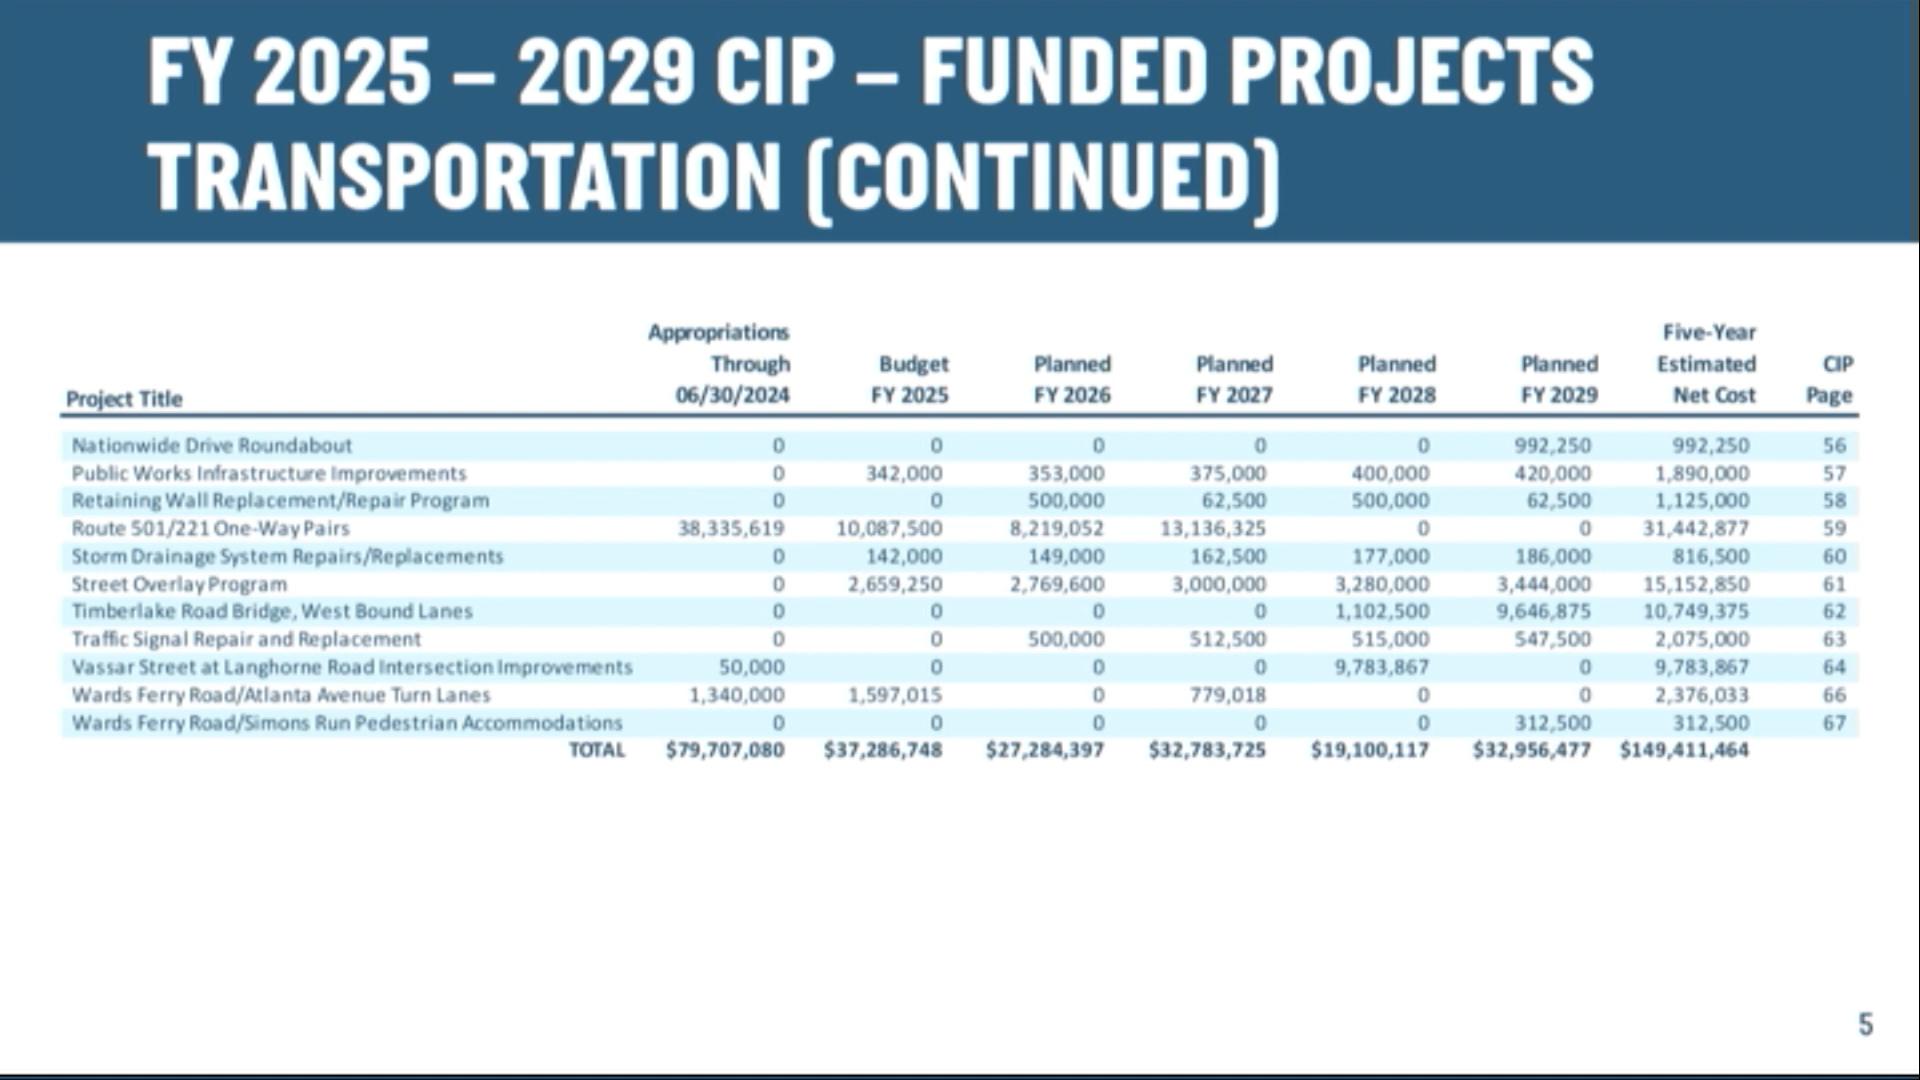 FY 2025 – 2029 CIP – FUNDED PROJECTS
TRANSPORTATION (CONTINUED)
Appropriations Five-Year
Through Budget Planned Planned Planned Planned Estimated CIP
Project Title 06/30/2024 FY 2025 FY 2026 FY 2027 FY 2028 FY 2029 Net Cost Page
Nationwide Drive Roundabout 0 0 0 0 0 992,250 992,250 56
Public Works Infrastructure Improvements 0 342,000 353,000 375,000 400,000 420,000 1,890,000 57
Retaining Wall Replacement/Repair Program 0 0 500,000 62,500 500,000 62,500 1,125,000 58
Route 501/221 One-Way Pairs 38,335,619 10,087,500 8,219,052 13,136,325 0 0 31,442,877 59
Storm Drainage System Repairs/Replacements 0 142,000 149,000 162,500 177,000 186,000 816,500 60
Street Overlay Program 0 2,659,250 2,769,600 3,000,000 3,280,000 3,444,000 15,152,850 61
Timberlake Road Bridge, West Bound Lanes 0 0 0 0 1,102,500 9,646,875 10,749,375 62
Traffic Signal Repair and Replacement 0 0 500,000 512,500 515,000 547,500 2,075,000 63
Vassar Street at Langhorne Road Intersection Improvements 50,000 0 0 0 9,783,867 0 9,783,867 64
Wards Ferry Road/Atlanta Avenue Turn Lanes 1,340,000 1,597,015 0 779,018 0 0 2,376,033 66
Wards Ferry Road/Simons Run Pedestrian Accommodations 0 0 0 0 0 312,500 312,500 67
TOTAL $79,707,080 $37,286,748 $27,284,397 $32,783,725 $19,100,117 $32,956,477 $149,411,464
5